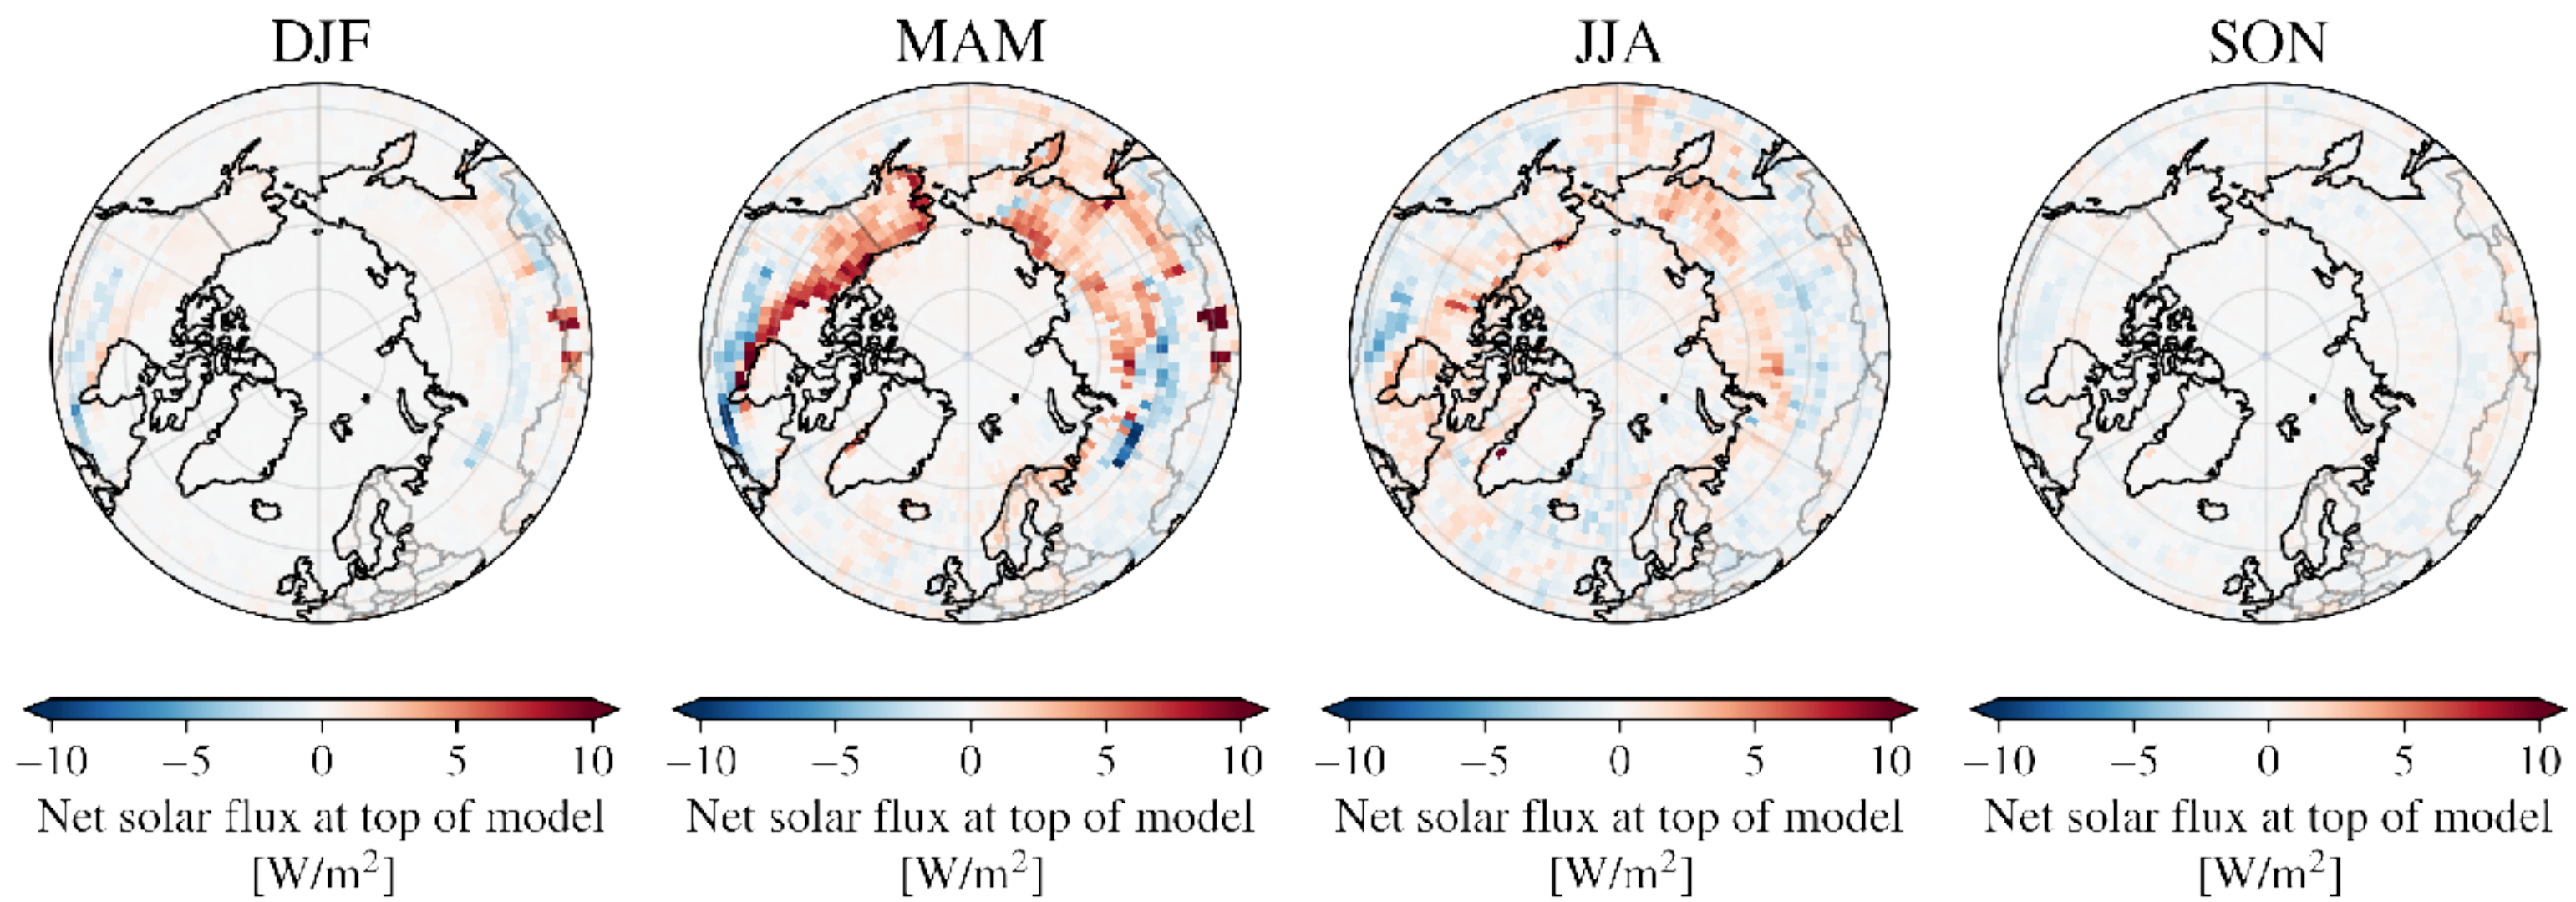 DJF MAM JJA SON
−10 −5 0 5 10 −10 −5 0 5 10 −10 −5 0 5 10 −10 −5 0 5 10
Net solar flux at top of model Net solar flux at top of model Net solar flux at top of model Net solar flux at top of model
[W/m²] [W/m²] [W/m²] [W/m²]